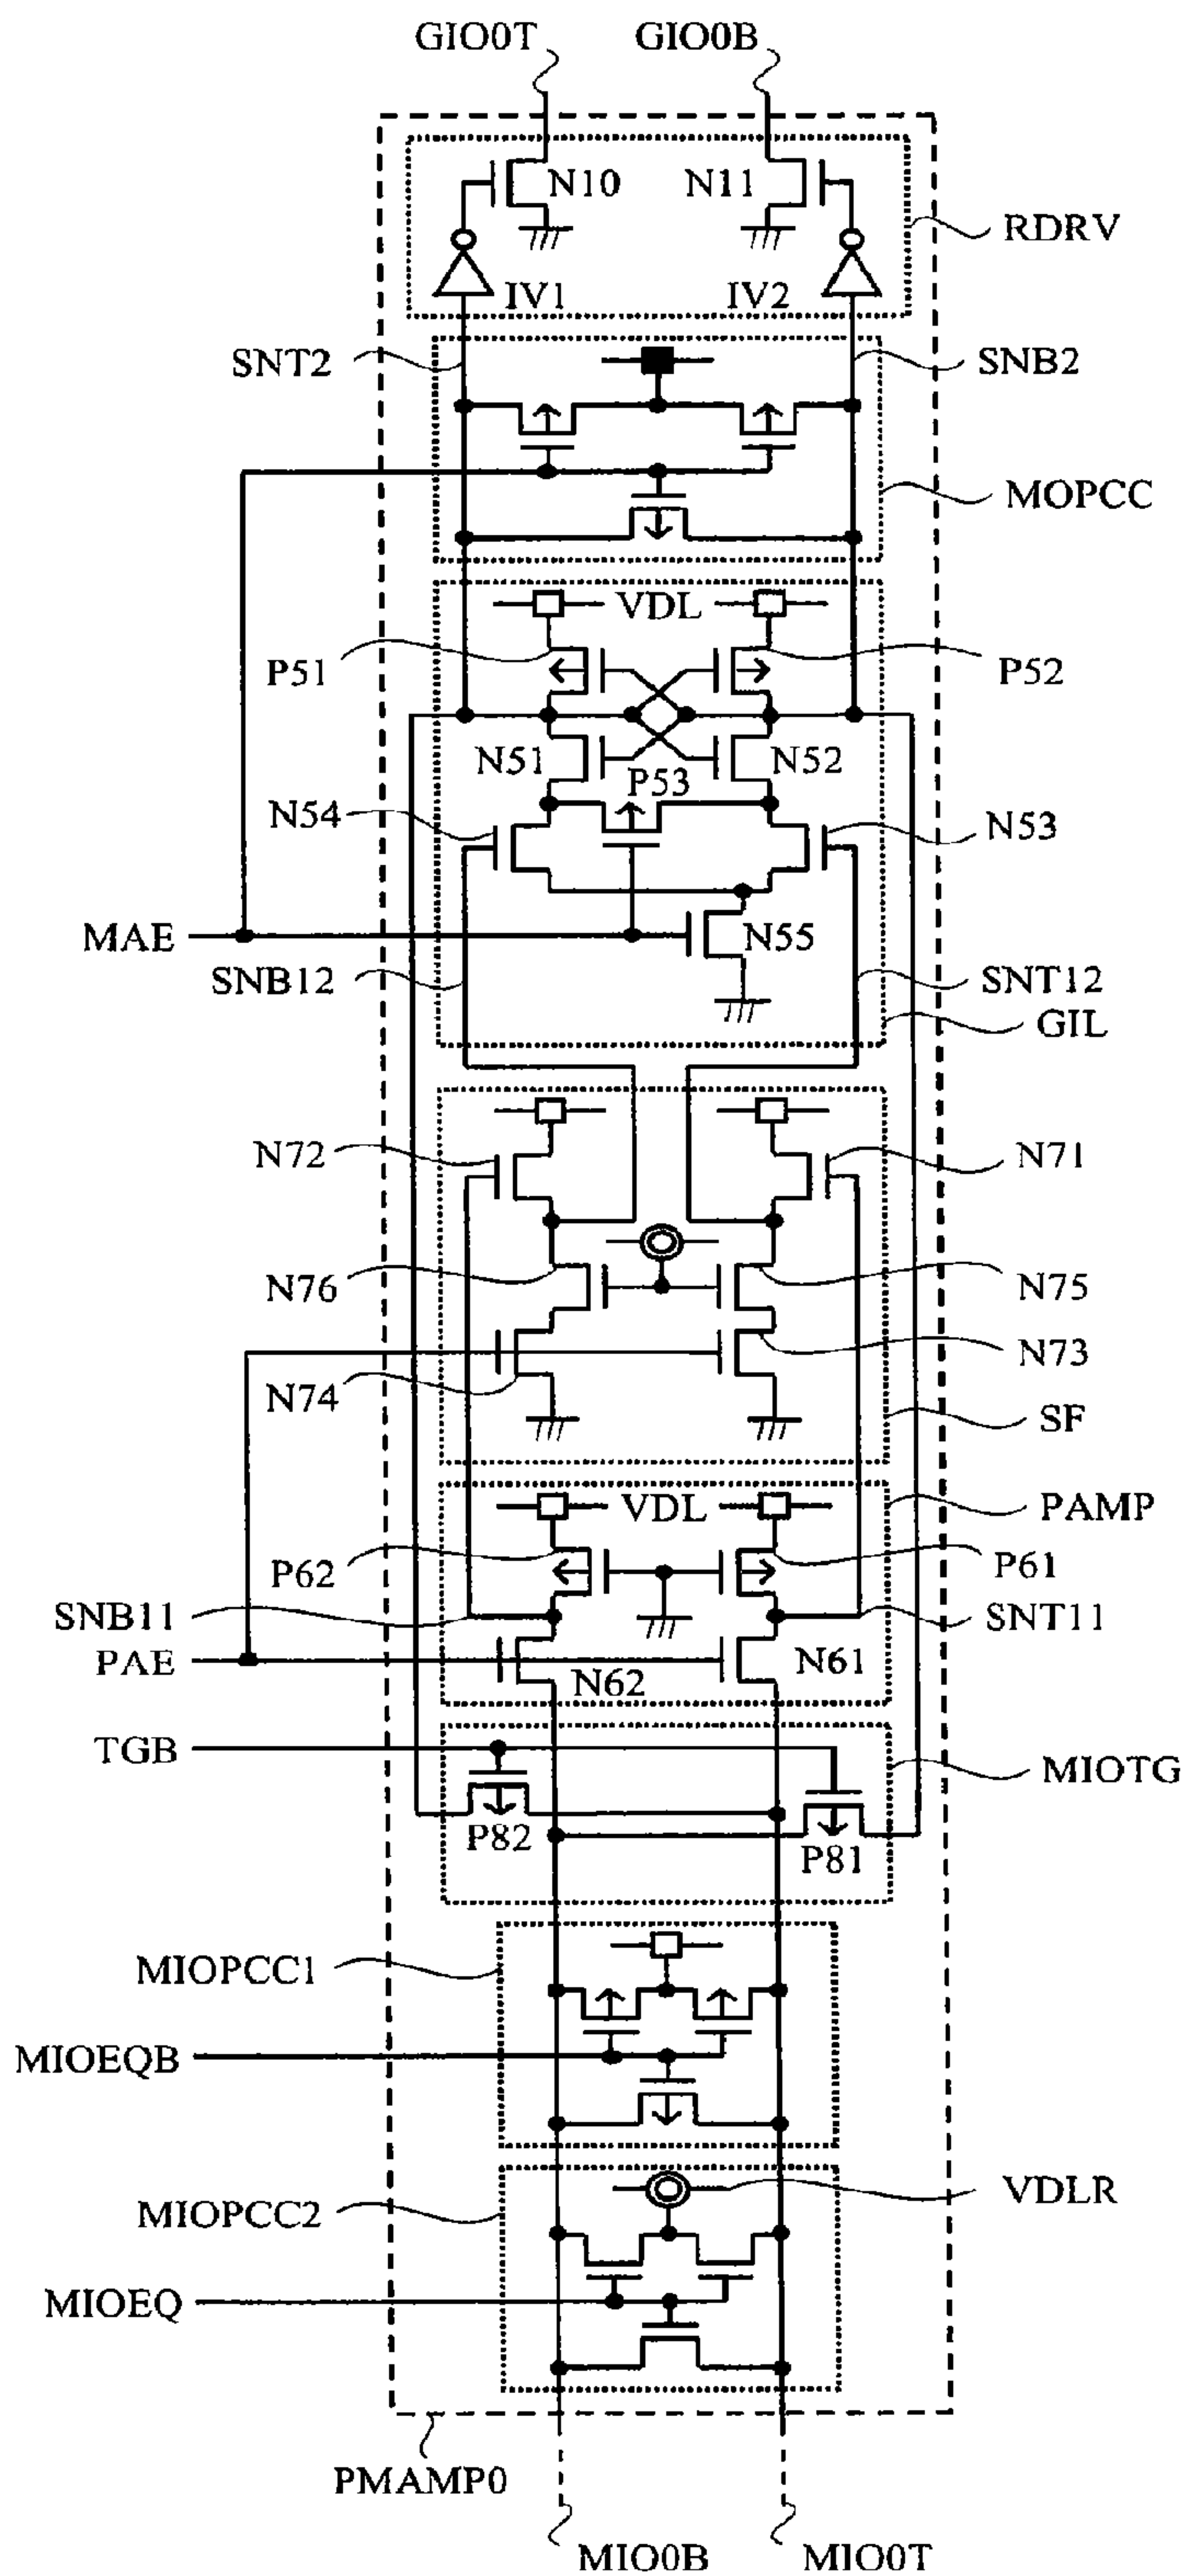 GIO0T GIO0B
N10 N11
RDRV
IV1 IV2
SNT2 SNB2
MOPCC
VDL
P51 P52
N51 N52
P53
N54 N53
MAE N55
SNB12 SNT12
GIL
N72 N71
N76 N75
N73
N74
SF
VDL PAMP
P62 P61
SNB11 SNT11
PAE N62 N61
TGB
MIOTG
P82 P81
MIOPCC1
MIOEQB
VDLR
MIOPCC2
MIOEQ
PMAMP0
MIO0B MIO0T